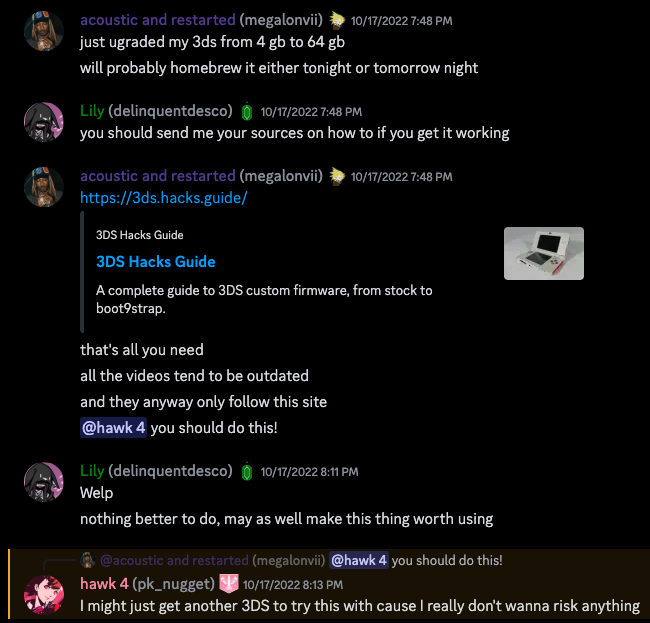 acoustic and restarted (megalonvii) 10/17/2022 7:48 PM
just ugraded my 3ds from 4 gb to 64 gb
will probably homebrew it either tonight or tomorrow night
Lily (delinquentdesco) 10/17/2022 7:48 PM
you should send me your sources on how to if you get it working
acoustic and restarted (megalonvii) 10/17/2022 7:48 PM
https://3ds.hacks.guide/
3DS Hacks Guide
3DS Hacks Guide
A complete guide to 3DS custom firmware, from stock to
boot9strap.
that's all you need
all the videos tend to be outdated
and they anyway only follow this site
@hawk 4 you should do this!
Lily (delinquentdesco) 10/17/2022 8:11 PM
Welp
nothing better to do, may as well make this thing worth using
@acoustic and restarted (megalonvii) @hawk 4 you should do this!
hawk 4 (pk_nugget) 10/17/2022 8:13 PM
I might just get another 3DS to try this with cause I really don't wanna risk anything